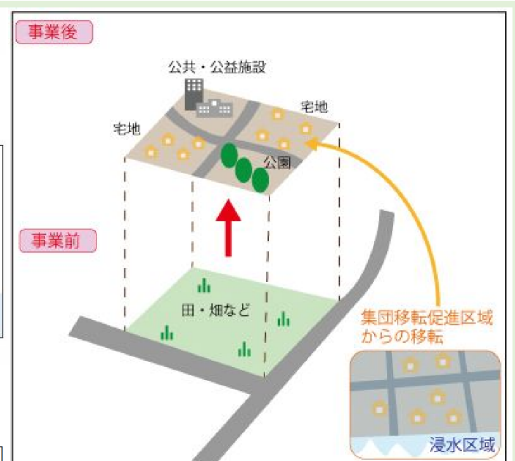 事業後
公共・公益施設
宅地
宅地
公園
事業前
田・畑など
集団移転促進区域
からの移転
浸水区域